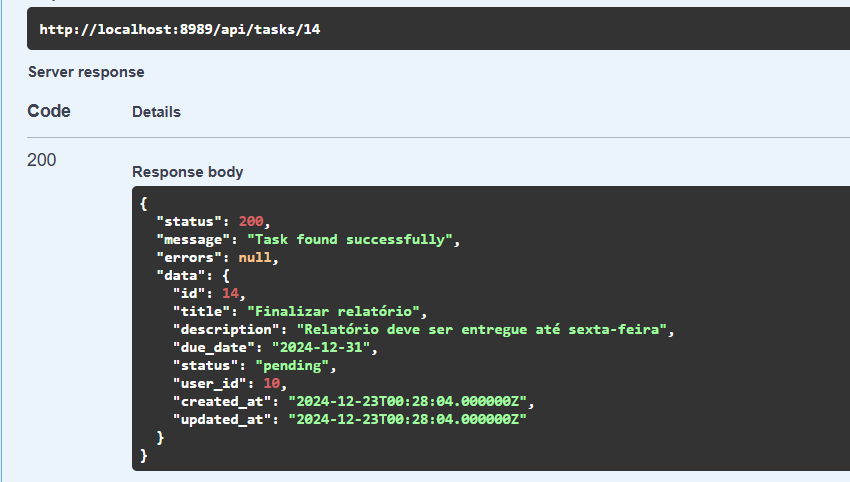 http://localhost:8989/api/tasks/14
Server response
Code Details
200
Response body
{
  "status": 200,
  "message": "Task found successfully",
  "errors": null,
  "data": {
    "id": 14,
    "title": "Finalizar relatório",
    "description": "Relatório deve ser entregue até sexta-feira",
    "due_date": "2024-12-31",
    "status": "pending",
    "user_id": 10,
    "created_at": "2024-12-23T00:28:04.000000Z",
    "updated_at": "2024-12-23T00:28:04.000000Z"
  }
}